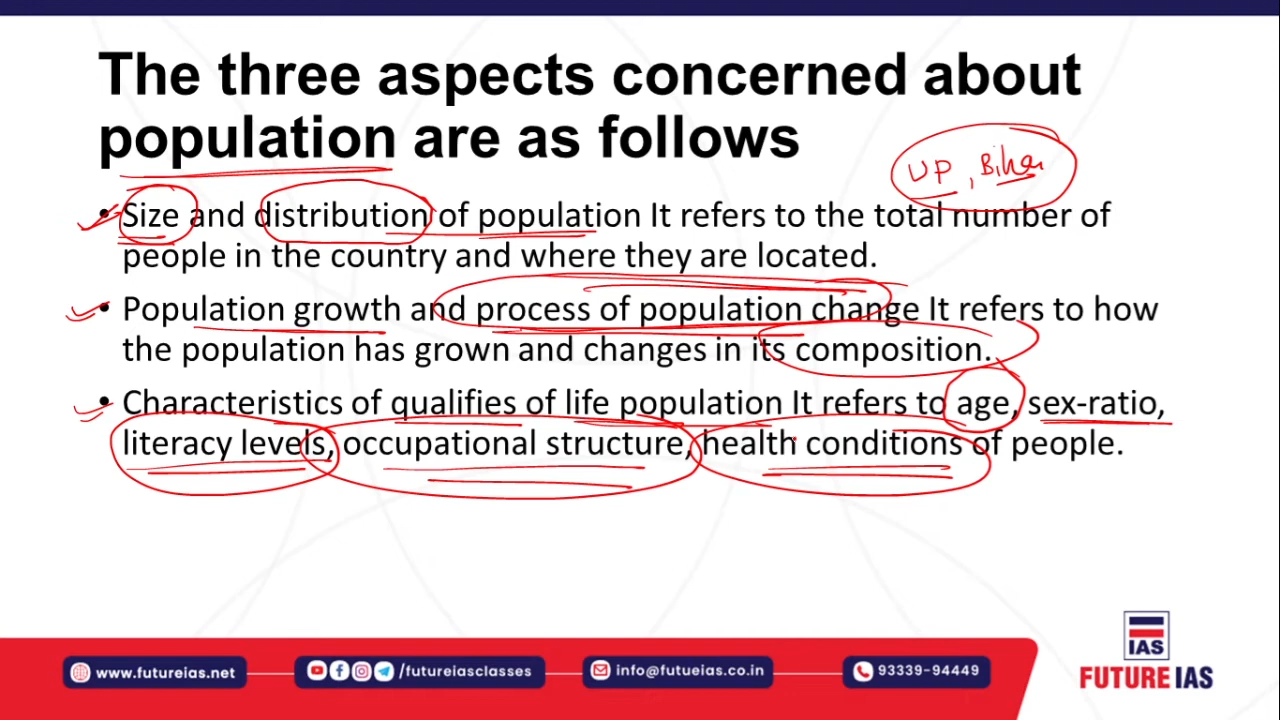 The three aspects concerned about
population are as follows
UP, Bihar
• Size and distribution of population It refers to the total number of
people in the country and where they are located.
• Population growth and process of population change It refers to how
the population has grown and changes in its composition.
• Characteristics of qualifies of life population It refers to age, sex-ratio,
literacy levels, occupational structure, health conditions of people.
IAS
FUTURE IAS
www.futureias.net
/futureiasclasses
info@futueias.co.in
93339-94449